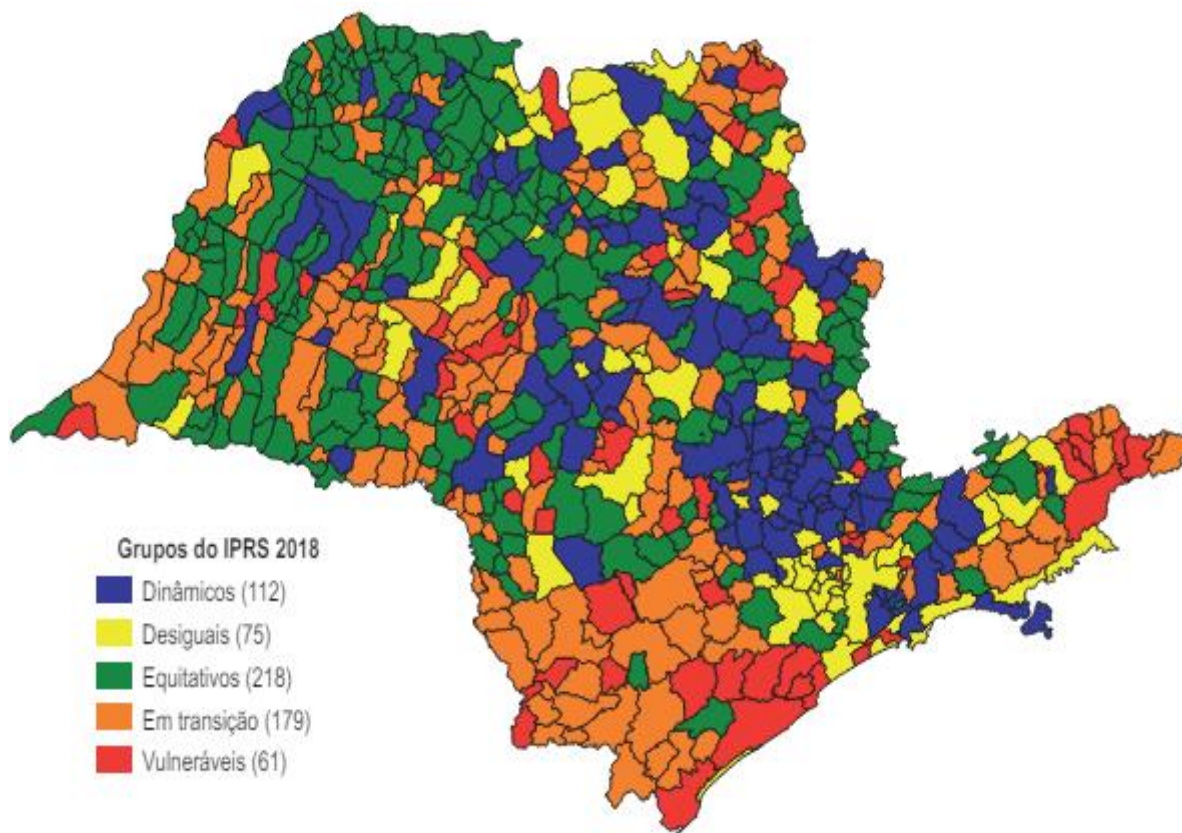 Grupos do IPRS 2018
Dinâmicos (112)
Desiguais (75)
Equitativos (218)
Em transição (179)
Vulneráveis (61)